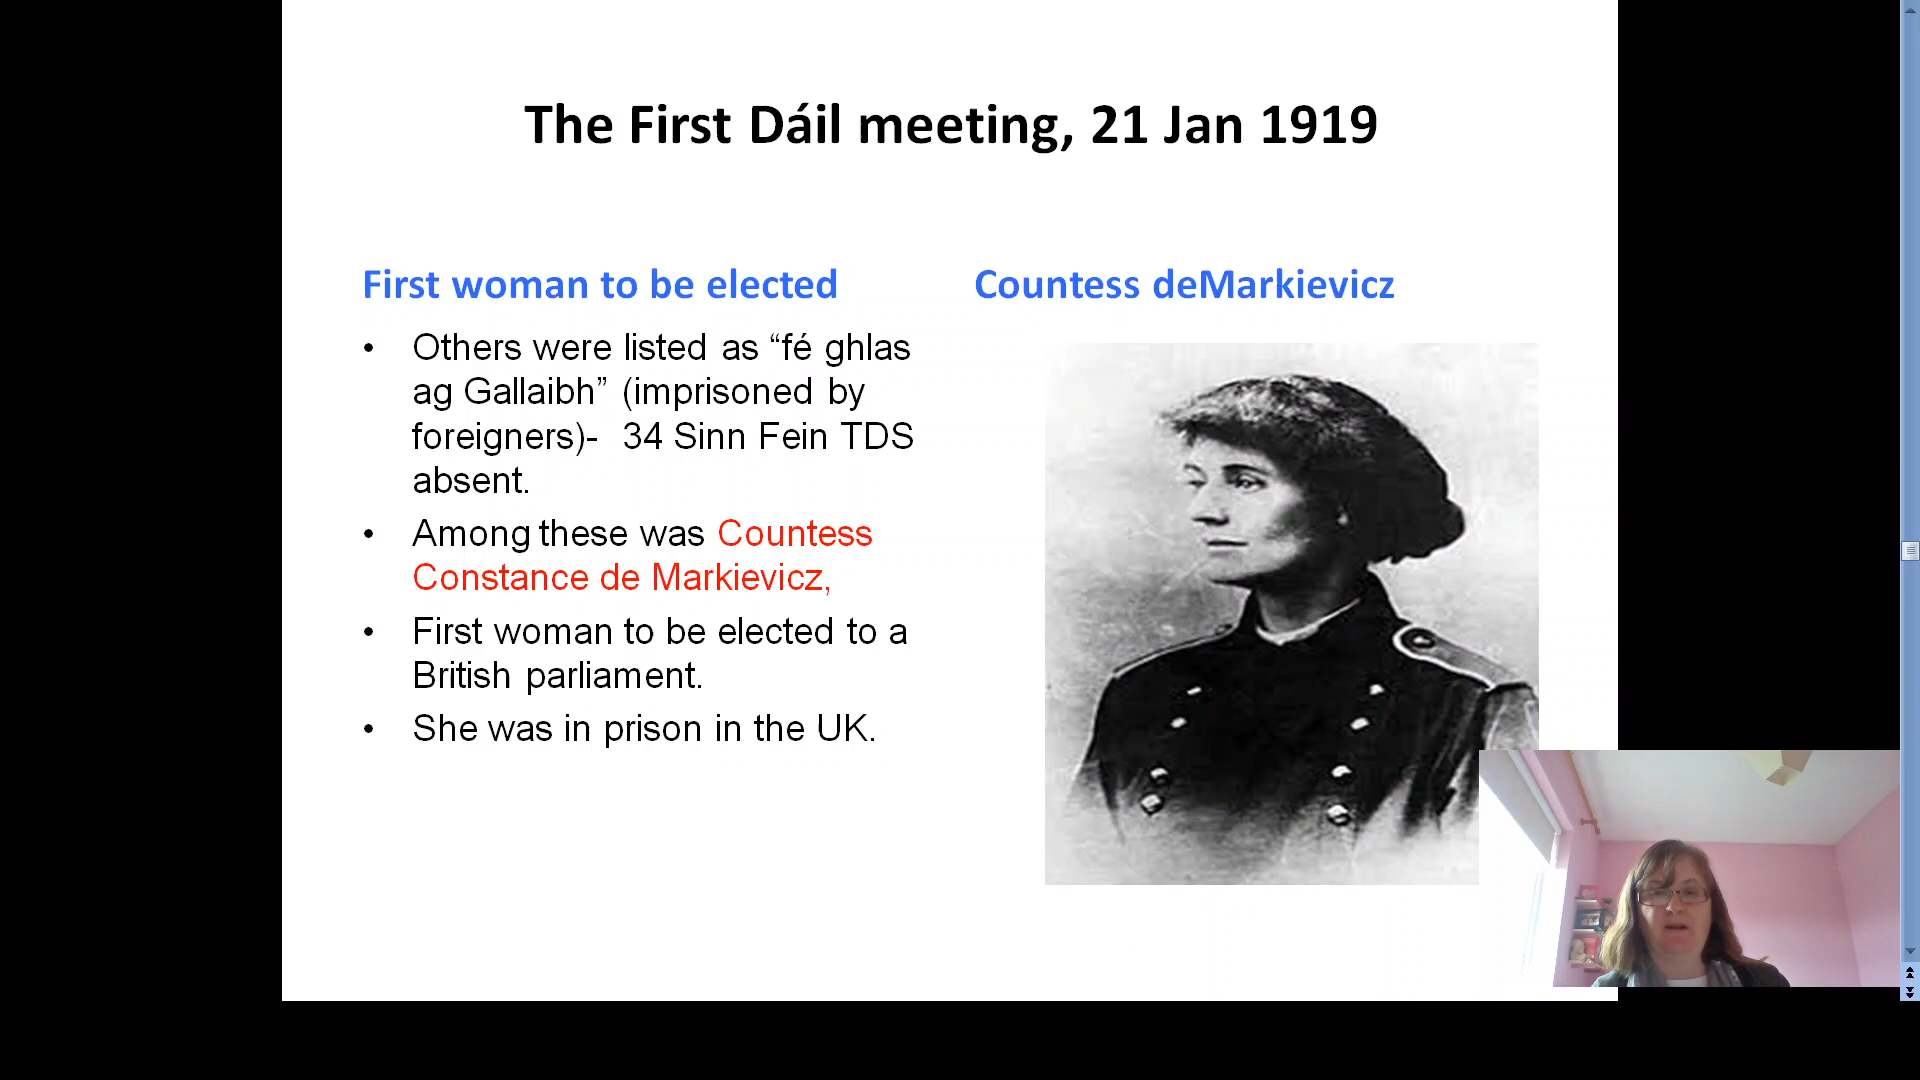 The First Dáil meeting, 21 Jan 1919
First woman to be elected
Others were listed as “fé ghlas
ag Gallaibh” (imprisoned by
foreigners)- 34 Sinn Fein TDS
absent.
Among these was Countess
Constance de Markievicz,
First woman to be elected to a
British parliament.
She was in prison in the UK.
Countess deMarkievicz